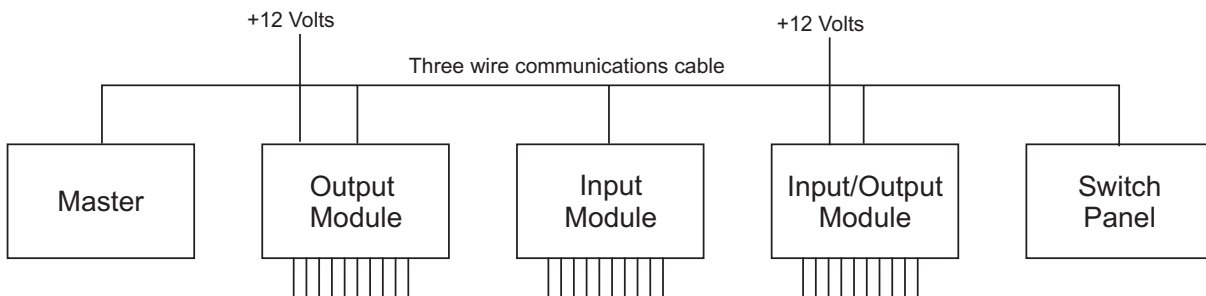 +12 Volts
+12 Volts
Three wire communications cable
Master
Output
Module
Input
Module
Input/Output
Module
Switch
Panel